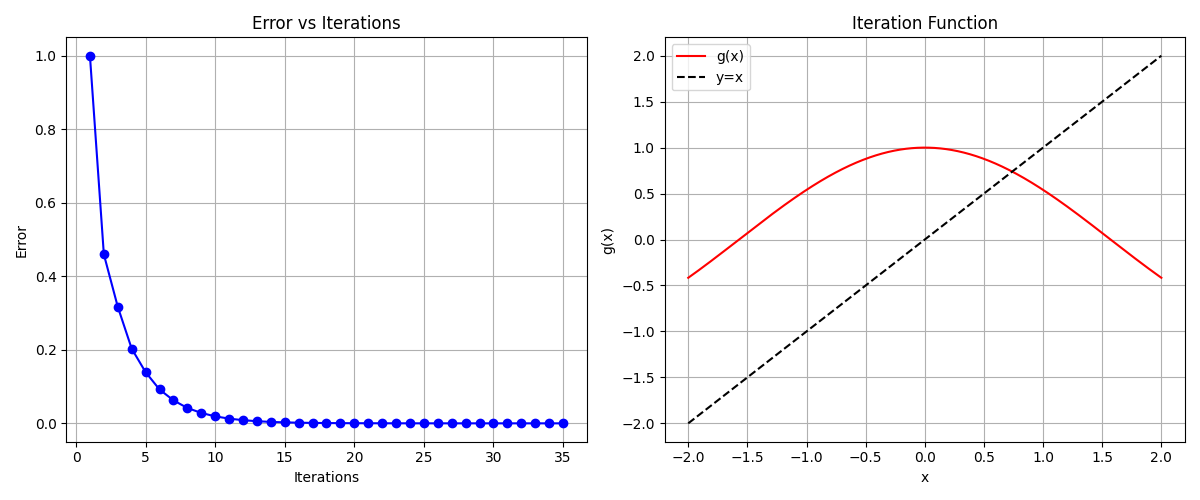 Error vs Iterations
Error
1.0
0.8
0.6
0.4
0.2
0.0
0 5 10 15 20 25 30 35
Iterations
Iteration Function
g(x)
y=x
g(x)
2.0
1.5
1.0
0.5
0.0
−0.5
−1.0
−1.5
−2.0
−2.0 −1.5 −1.0 −0.5 0.0 0.5 1.0 1.5 2.0
x